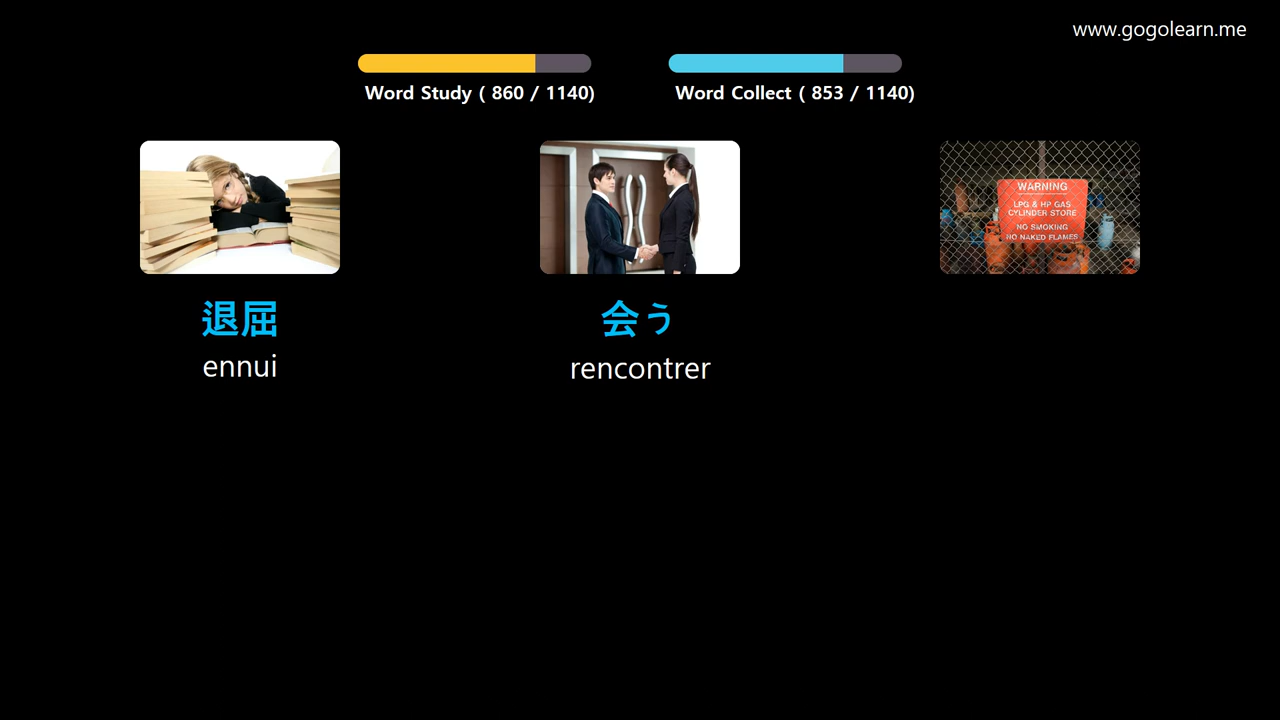 www.gogolearn.me
Word Study ( 860 / 1140)
Word Collect ( 853 / 1140)
WARNING
LPG & HP GAS
CYLINDER STORE
NO SMOKING
NO NAKED FLAMES
退屈
会う
ennui
rencontrer